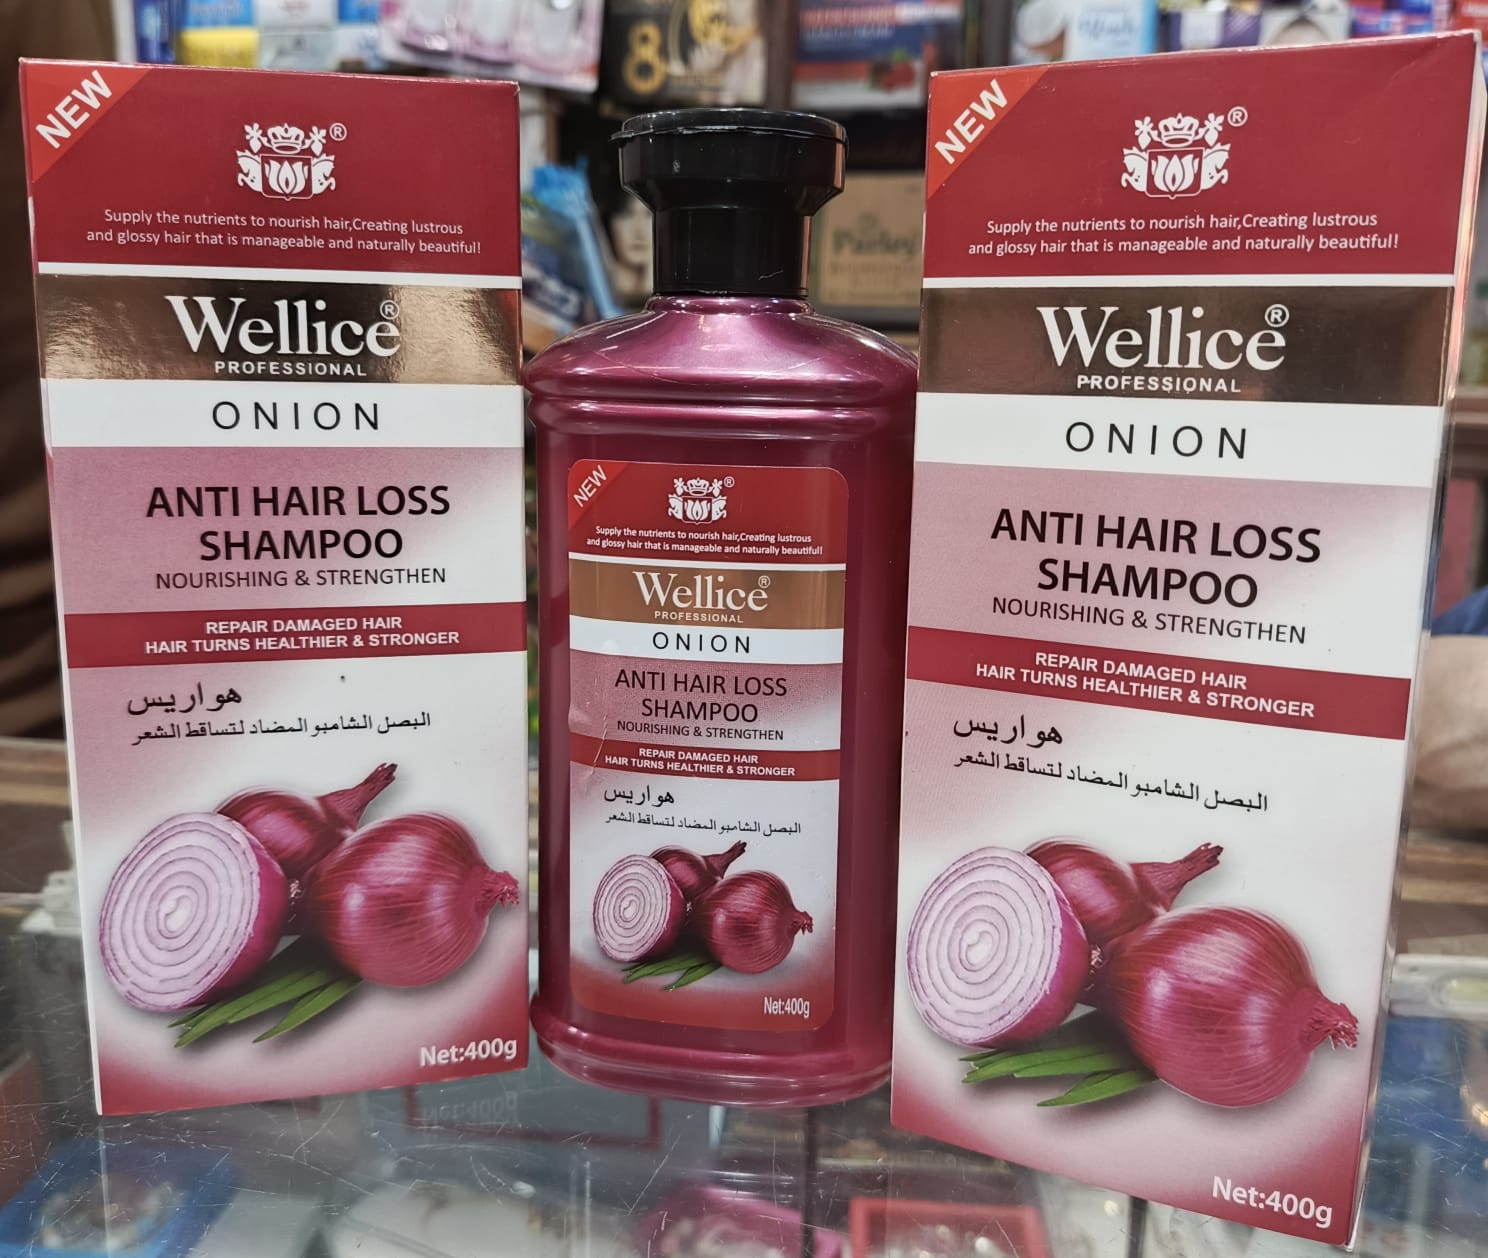 NEW
®
Supply the nutrients to nourish hair,Creating lustrous
and glossy hair that is manageable and naturally beautiful!
Wellice®
PROFESSIONAL
ONION
ANTI HAIR LOSS
SHAMPOO
NOURISHING & STRENGTHEN
REPAIR DAMAGED HAIR
HAIR TURNS HEALTHIER & STRONGER
هواريس
البصل الشامبو المضاد لتساقط الشعر
Net:400g
NEW
®
Supply the nutrients to nourish hair,Creating lustrous
and glossy hair that is manageable and naturally beautiful!
Wellice®
PROFESSIONAL
ONION
ANTI HAIR LOSS
SHAMPOO
NOURISHING & STRENGTHEN
REPAIR DAMAGED HAIR
HAIR TURNS HEALTHIER & STRONGER
هواريس
البصل الشامبو المضاد لتساقط الشعر
Net:400g
NEW
®
Supply the nutrients to nourish hair,Creating lustrous
and glossy hair that is manageable and naturally beautiful!
Wellice®
PROFESSIONAL
ONION
ANTI HAIR LOSS
SHAMPOO
NOURISHING & STRENGTHEN
REPAIR DAMAGED HAIR
HAIR TURNS HEALTHIER & STRONGER
هواريس
البصل الشامبو المضاد لتساقط الشعر
Net:400g
8